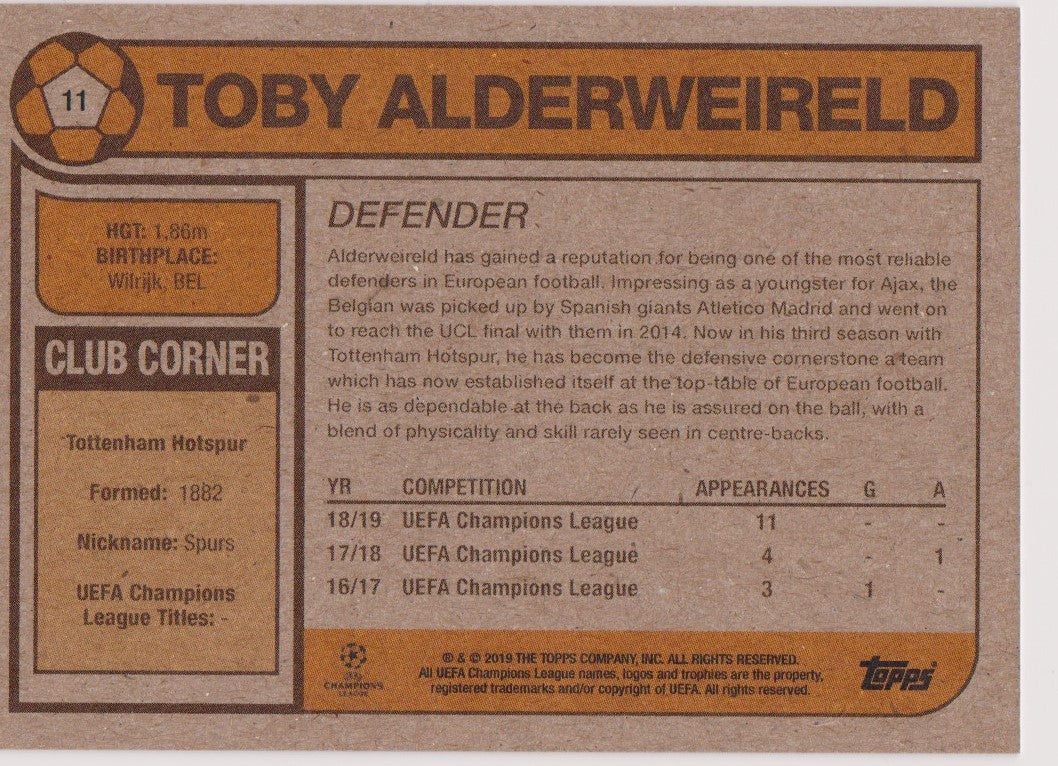 11
TOBY ALDERWEIRELD
HGT: 1.86m
BIRTHPLACE:
Wilrijk, BEL
CLUB CORNER
Tottenham Hotspur
Formed: 1882
Nickname: Spurs
UEFA Champions
League Titles: -
DEFENDER
Alderweireld has gained a reputation for being one of the most reliable
defenders in European football. Impressing as a youngster for Ajax, the
Belgian was picked up by Spanish giants Atletico Madrid and went on
to reach the UCL final with them in 2014. Now in his third season with
Tottenham Hotspur, he has become the defensive cornerstone a team
which has now established itself at the top-table of European football.
He is as dependable at the back as he is assured on the ball, with a
blend of physicality and skill rarely seen in centre-backs.
YR COMPETITION APPEARANCES G A
18/19 UEFA Champions League 11 - -
17/18 UEFA Champions League 4 - 1
16/17 UEFA Champions League 3 1 -
UEFA
CHAMPIONS
LEAGUE
® & © 2019 THE TOPPS COMPANY, INC. ALL RIGHTS RESERVED.
All UEFA Champions League names, logos and trophies are the property,
registered trademarks and/or copyright of UEFA. All rights reserved.
Topps